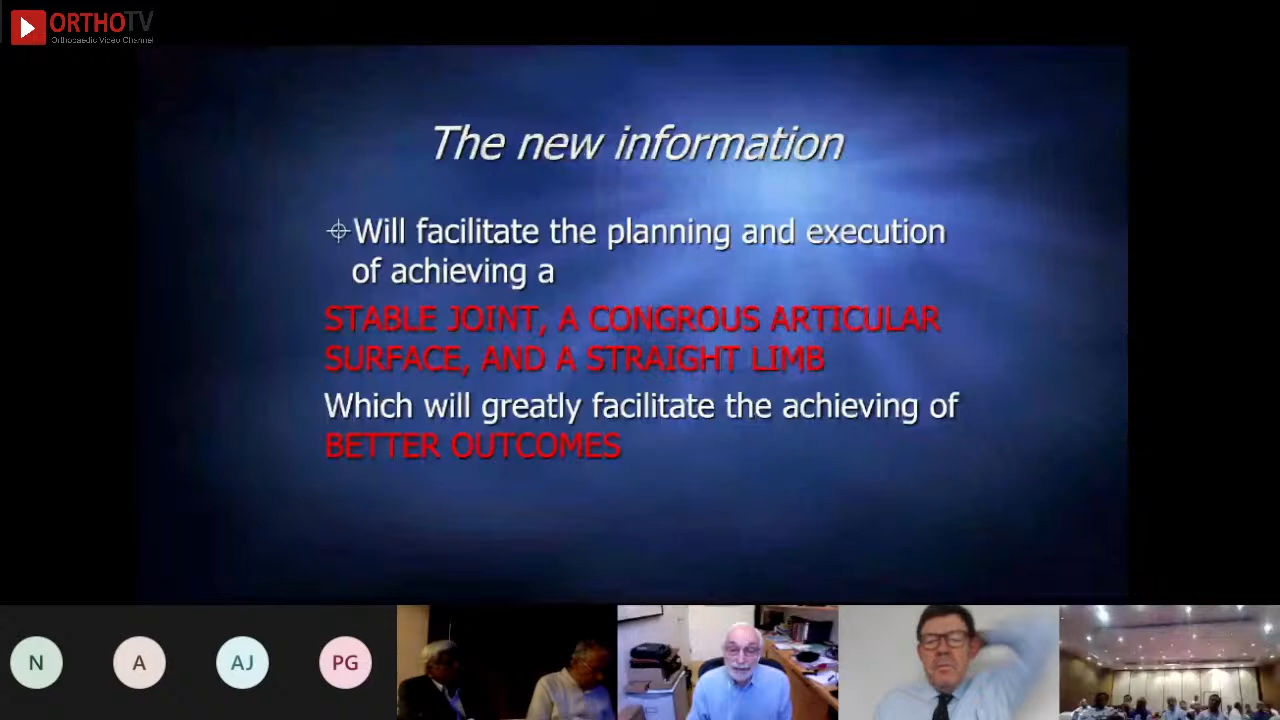 ORTHOTV
Orthopaedic Video Channel
The new information
Will facilitate the planning and execution
of achieving a
STABLE JOINT, A CONGROUS ARTICULAR
SURFACE, AND A STRAIGHT LIMB
Which will greatly facilitate the achieving of
BETTER OUTCOMES
N
A
AJ
PG